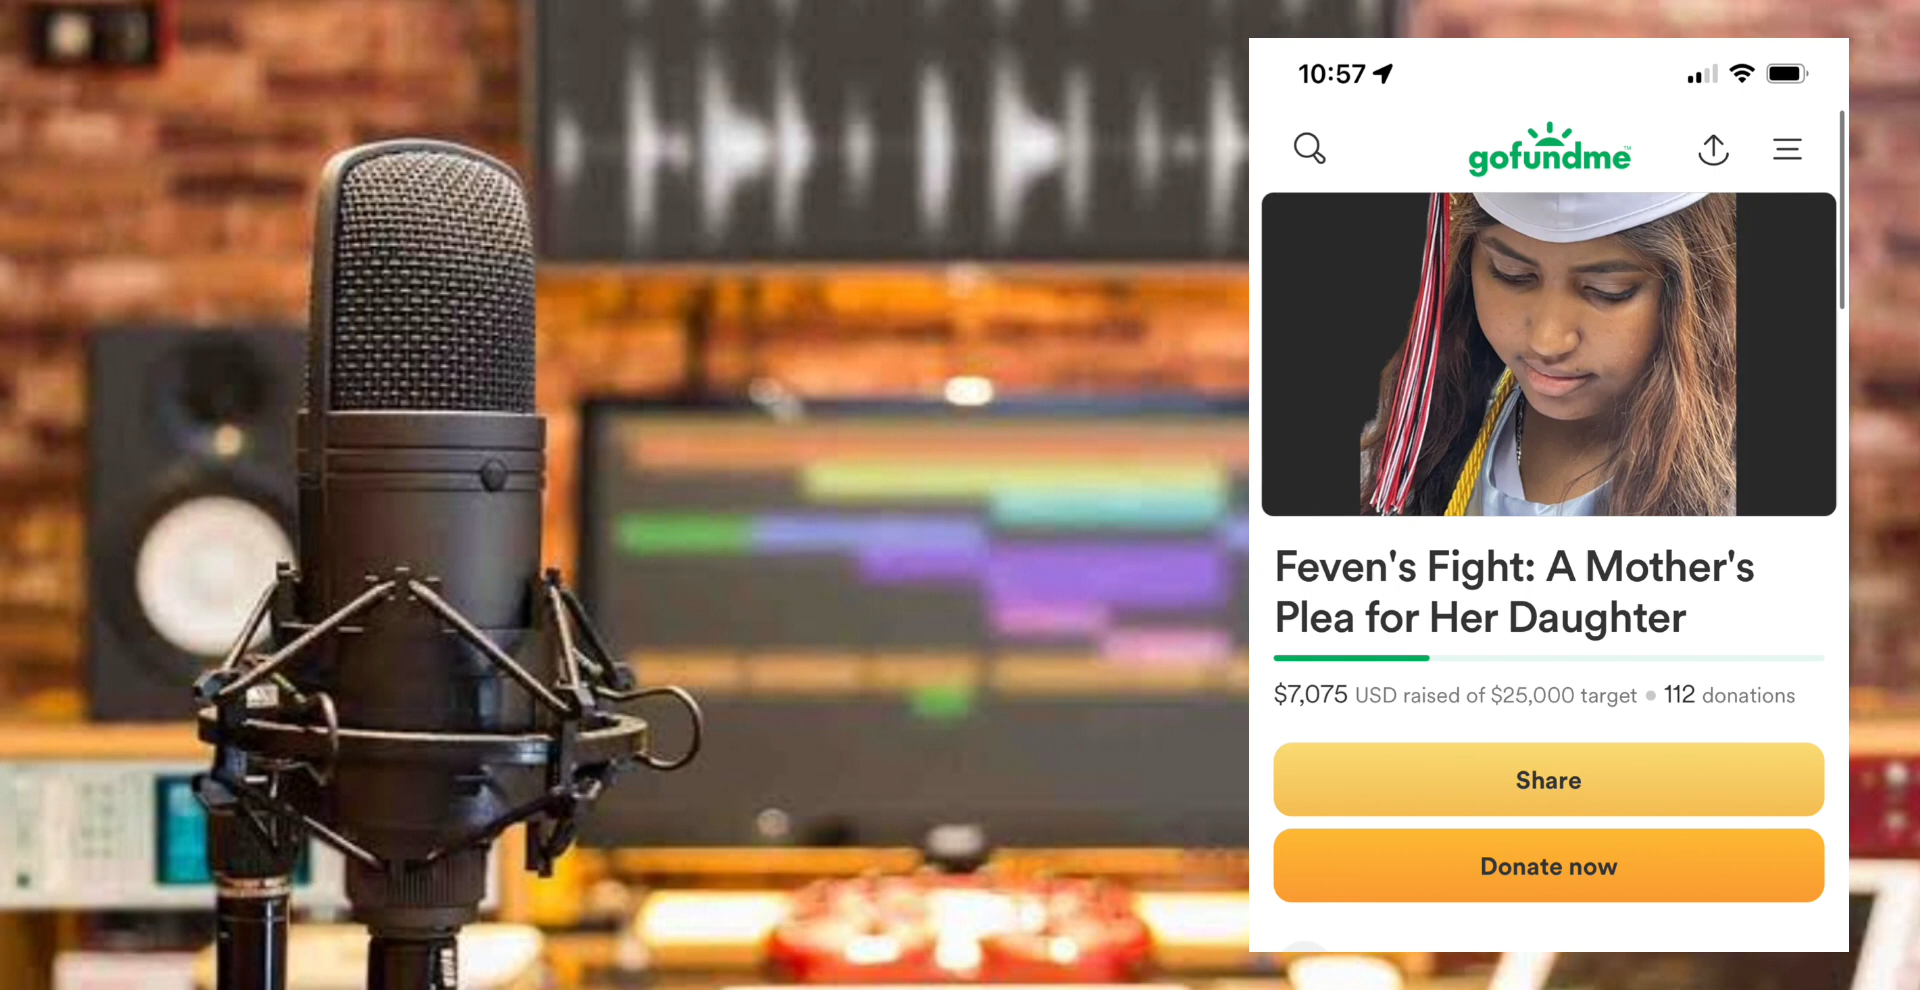 10:57
gofundme™
Feven's Fight: A Mother's
Plea for Her Daughter
$7,075 USD raised of $25,000 target • 112 donations
Share
Donate now